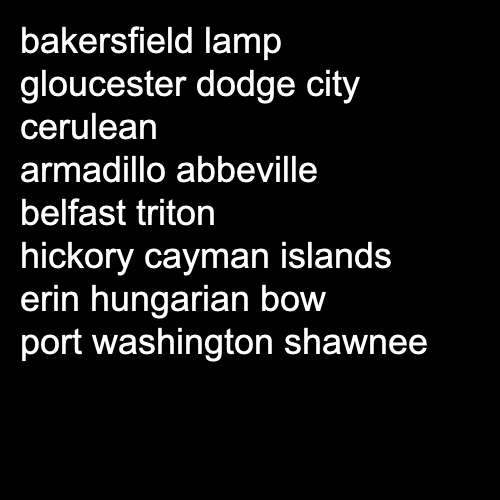 bakersfield lamp
gloucester dodge city
cerulean
armadillo abbeville
belfast triton
hickory cayman islands
erin hungarian bow
port washington shawnee